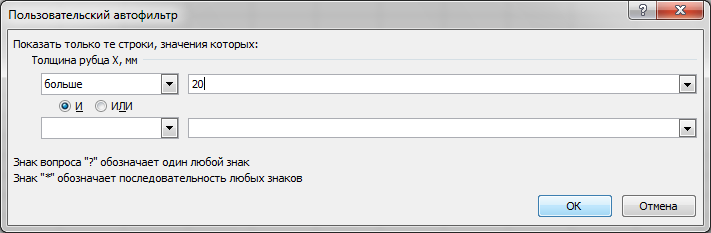 Пользовательский автофильтр
Показать только те строки, значения которых:
Толщина рубца X, мм
больше 20
И ИЛИ
Знак вопроса "?" обозначает один любой знак
Знак "*" обозначает последовательность любых знаков
ОК Отмена